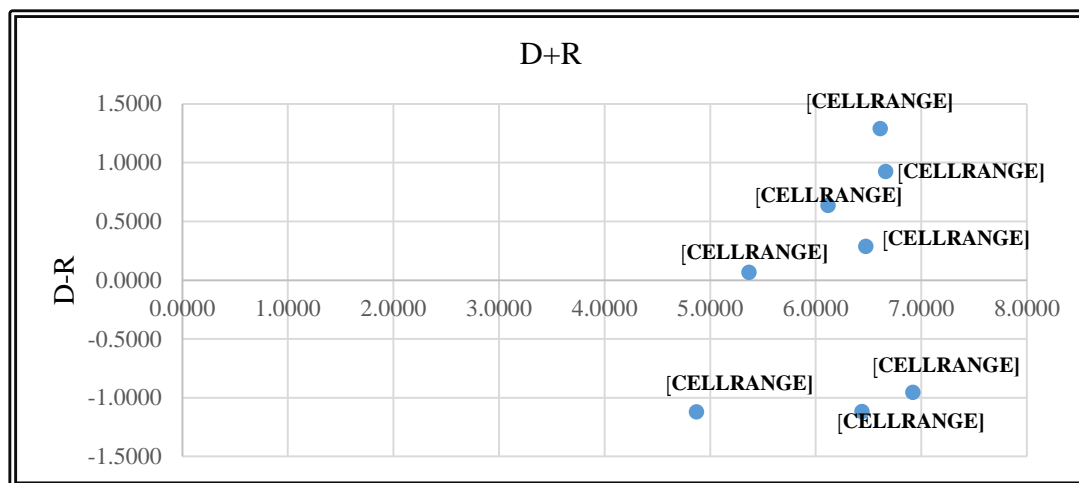 D+R
1.5000
1.0000
0.5000
0.0000
-0.5000
-1.0000
-1.5000
D-R
0.0000 1.0000 2.0000 3.0000 4.0000 5.0000 6.0000 7.0000 8.0000
[CELLRANGE]
[CELLRANGE]
[CELLRANGE]
[CELLRANGE]
[CELLRANGE]
[CELLRANGE]
[CELLRANGE]
[CELLRANGE]